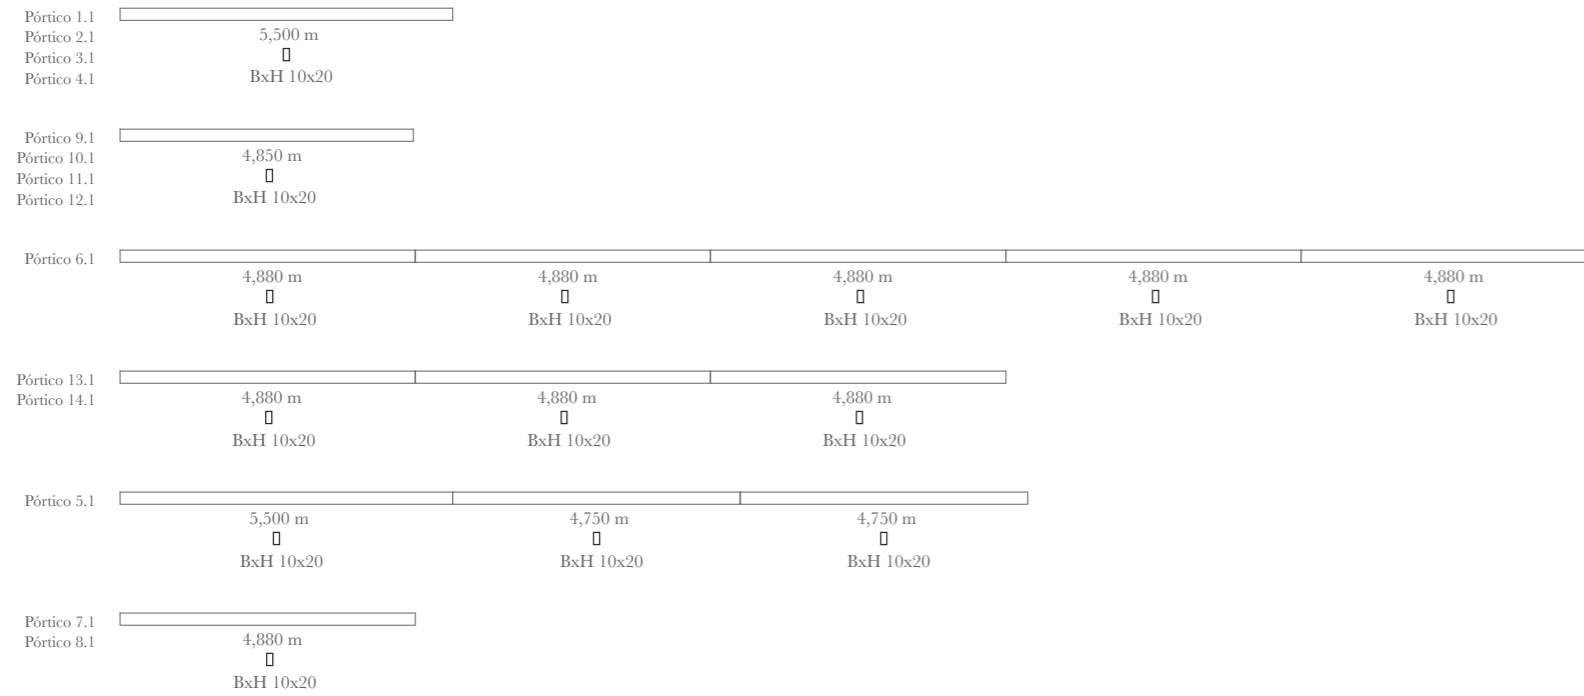 Pórtico 1.1
Pórtico 2.1
Pórtico 3.1
Pórtico 4.1
5,500 m
BxH 10x20
Pórtico 9.1
Pórtico 10.1
Pórtico 11.1
Pórtico 12.1
4,850 m
BxH 10x20
Pórtico 6.1
4,880 m 4,880 m 4,880 m 4,880 m 4,880 m
BxH 10x20 BxH 10x20 BxH 10x20 BxH 10x20 BxH 10x20
Pórtico 13.1
Pórtico 14.1
4,880 m 4,880 m 4,880 m
BxH 10x20 BxH 10x20 BxH 10x20
Pórtico 5.1
5,500 m 4,750 m 4,750 m
BxH 10x20 BxH 10x20 BxH 10x20
Pórtico 7.1
Pórtico 8.1
4,880 m
BxH 10x20